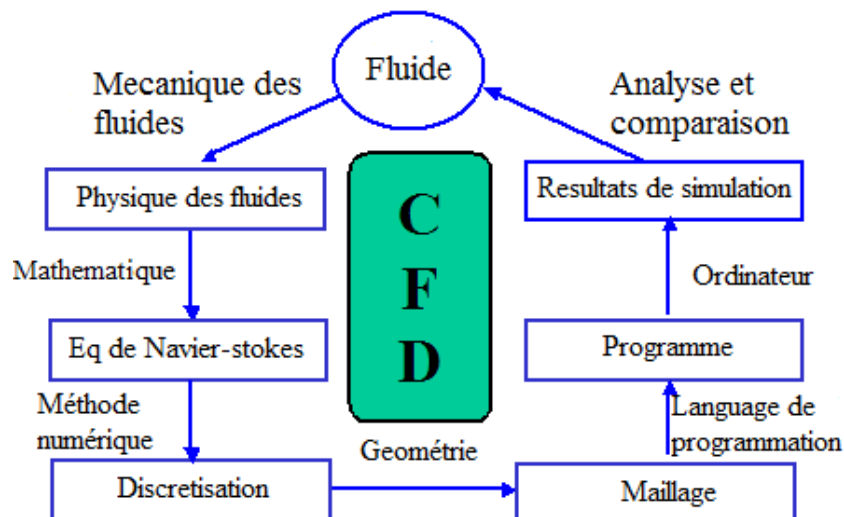 Fluide
Mecanique des
fluides
Analyse et
comparaison
Physique des fluides
C
F
D
Resultats de simulation
Mathematique
Ordinateur
Eq de Navier-stokes
Programme
Méthode
numérique
Language de
programmation
Geométrie
Discretisation
Maillage